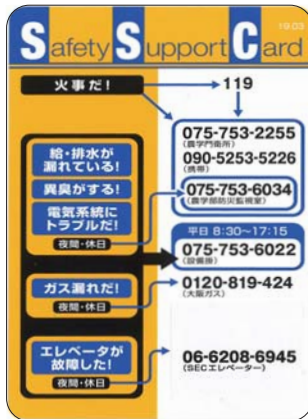 19.03
Safety Support Card
火事だ!
119
075-753-2255
(農学門衛所)
090-5253-5226
(携帯)
075-753-6034
(農学部防災監視室)
給・排水が
漏れている!
異臭がする!
電気系統に
トラブルだ!
夜間・休日
平日 8:30~17:15
075-753-6022
(設備掛)
ガス漏れだ!
夜間・休日
0120-819-424
(大阪ガス)
エレベータが
故障した!
夜間・休日
06-6208-6945
(SECエレベーター)